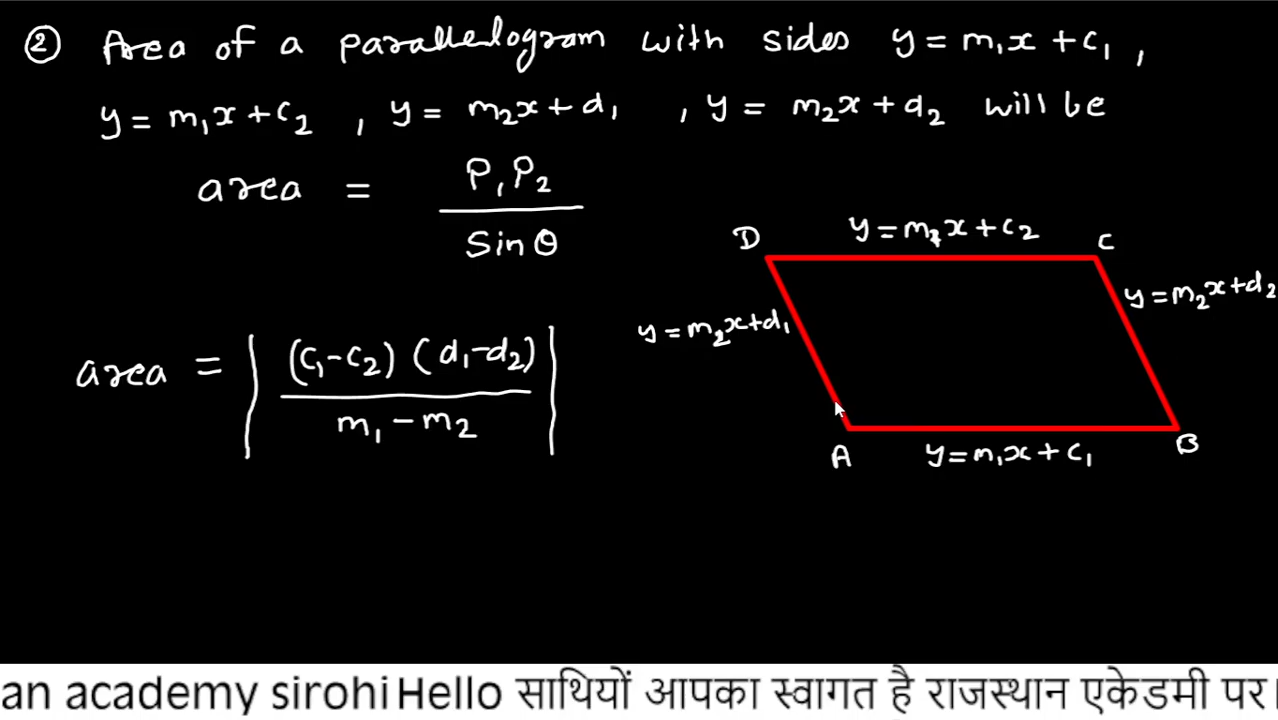 ② Area of a parallelogram with sides y = m₁x + c₁ ,
y = m₁x + c₂ , y = m₂x + d₁ , y = m₂x + d₂ will be
area = P₁P₂ / Sin θ
D y = m₂x + c₂ C
y = m₂x + d₂
y = m₂x + d₁
area = | (c₁ - c₂) (d₁ - d₂) / m₁ - m₂ |
A y = m₁x + c₁ B
an academy sirohi Hello साथियों आपका स्वागत है राजस्थान एकेडमी पर।